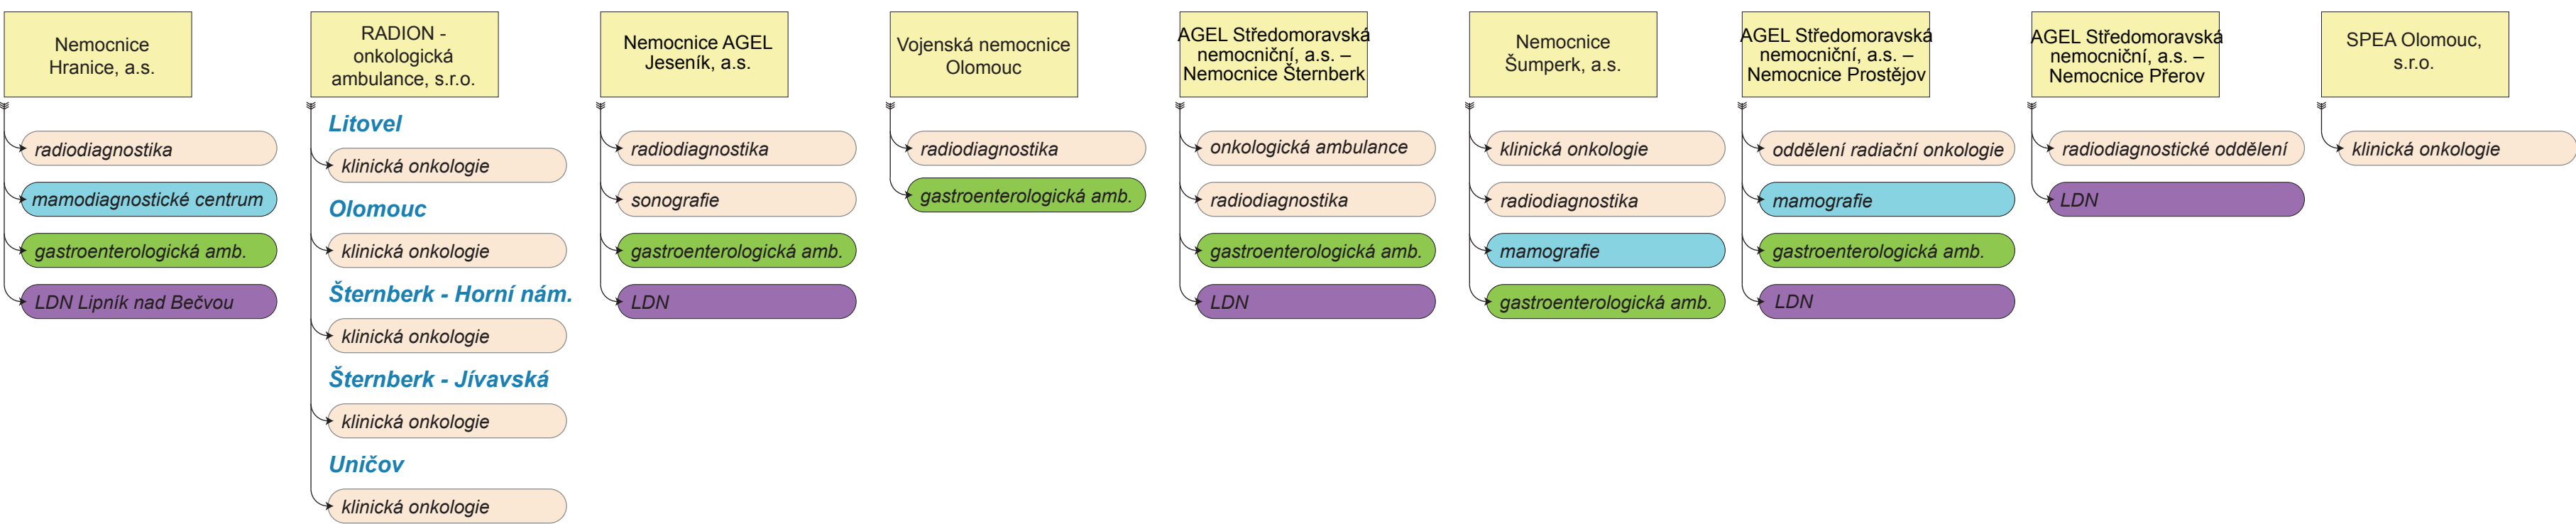 Nemocnice
Hranice, a.s.
radiodiagnostika
mamodiagnostické centrum
gastroenterologická amb.
LDN Lipník nad Bečvou
RADION -
onkologická
ambulance, s.r.o.
Litovel
klinická onkologie
Olomouc
klinická onkologie
Šternberk - Horní nám.
klinická onkologie
Šternberk - Jívavská
klinická onkologie
Uničov
klinická onkologie
Nemocnice AGEL
Jeseník, a.s.
radiodiagnostika
sonografie
gastroenterologická amb.
LDN
Vojenská nemocnice
Olomouc
radiodiagnostika
gastroenterologická amb.
AGEL Středomoravská
nemocniční, a.s. –
Nemocnice Šternberk
onkologická ambulance
radiodiagnostika
gastroenterologická amb.
LDN
Nemocnice
Šumperk, a.s.
klinická onkologie
radiodiagnostika
mamografie
gastroenterologická amb.
AGEL Středomoravská
nemocniční, a.s. –
Nemocnice Prostějov
oddělení radiační onkologie
mamografie
gastroenterologická amb.
LDN
AGEL Středomoravská
nemocniční, a.s. –
Nemocnice Přerov
radiodiagnostické oddělení
LDN
SPEA Olomouc,
s.r.o.
klinická onkologie